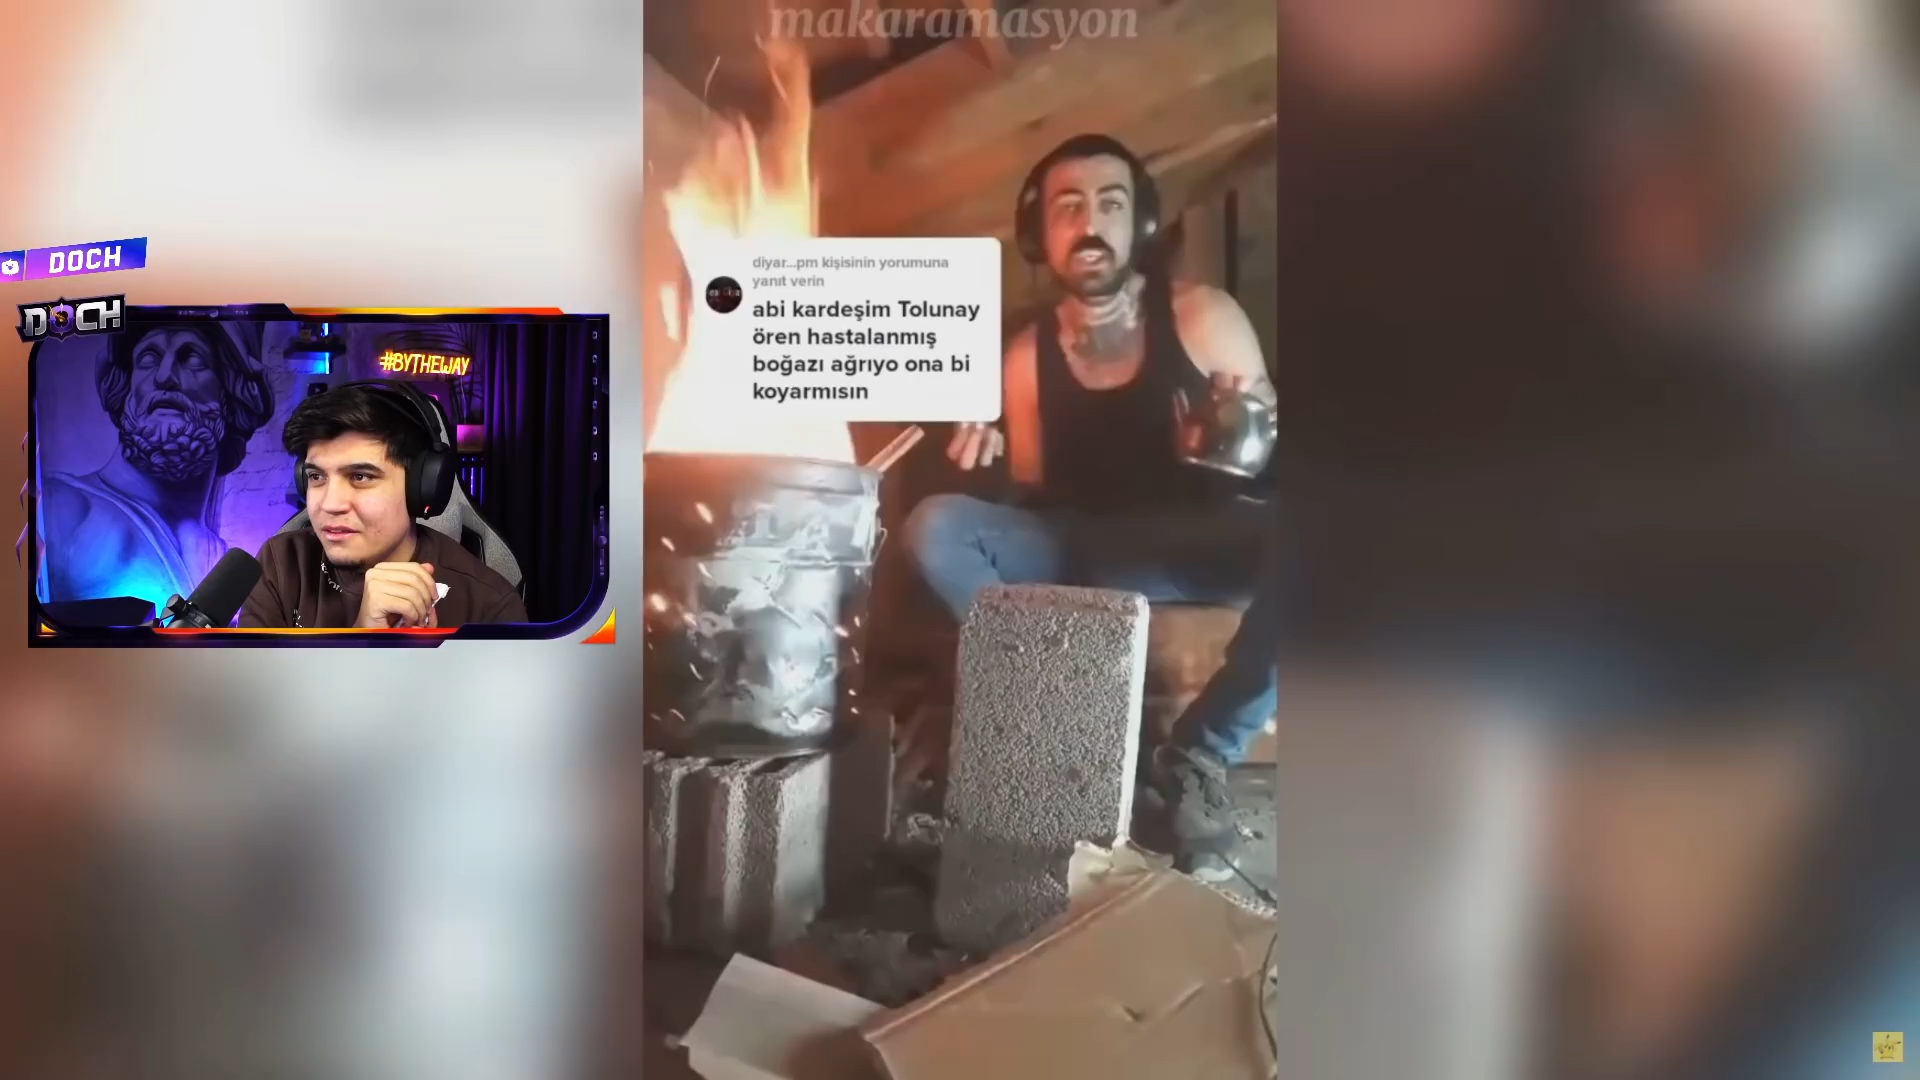 makaramasyon
DOCH
DOCH
#BYTHEWAY
diyar...pm kişisinin yorumuna
yanıt verin
abi kardeşim Tolunay
ören hastalanmış
boğazı ağrıyo ona bi
koyarmısın